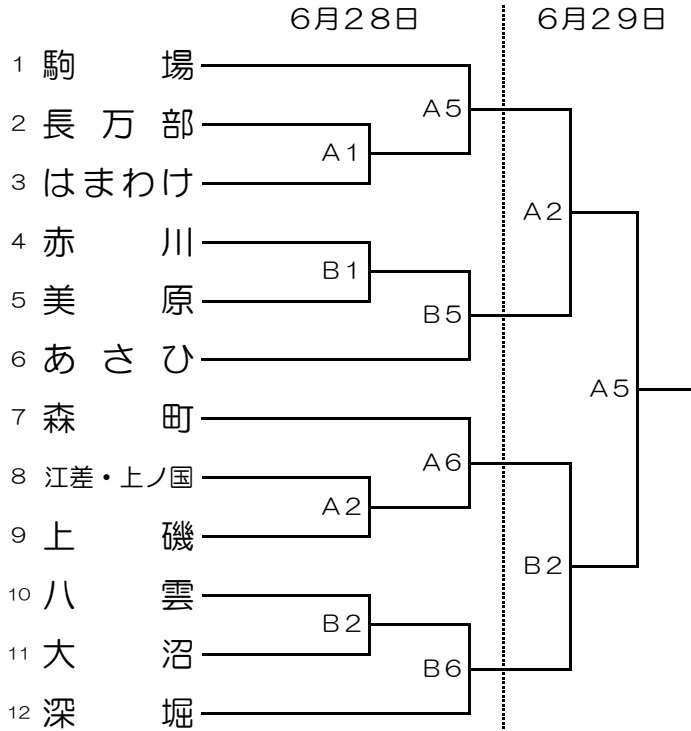 6月28日 6月29日
1 駒場
A5
2 長万部
A1
3 はまわけ
A2
4 赤川
B1
5 美原
B5
6 あさひ
A5
7 森町
A6
8 江差・上ノ国
A2
9 上磯
B2
10 八雲
B2
11 大沼
B6
12 深堀